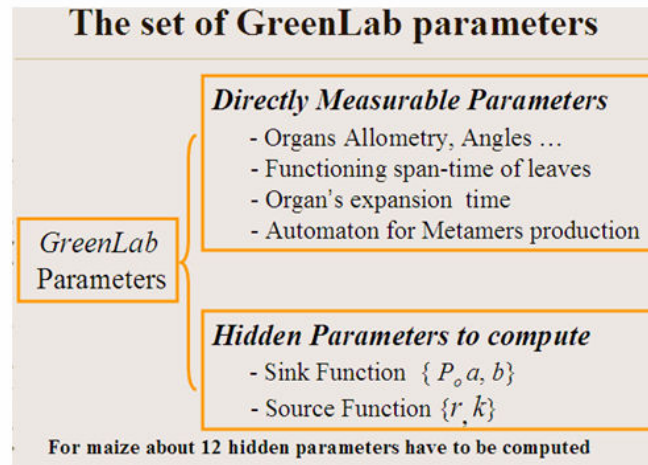 The set of GreenLab parameters
Directly Measurable Parameters
- Organs Allometry, Angles ...
- Functioning span-time of leaves
- Organ's expansion time
- Automaton for Metamers production
GreenLab
Parameters
Hidden Parameters to compute
- Sink Function { Po a, b}
- Source Function {r, k}
For maize about 12 hidden parameters have to be computed